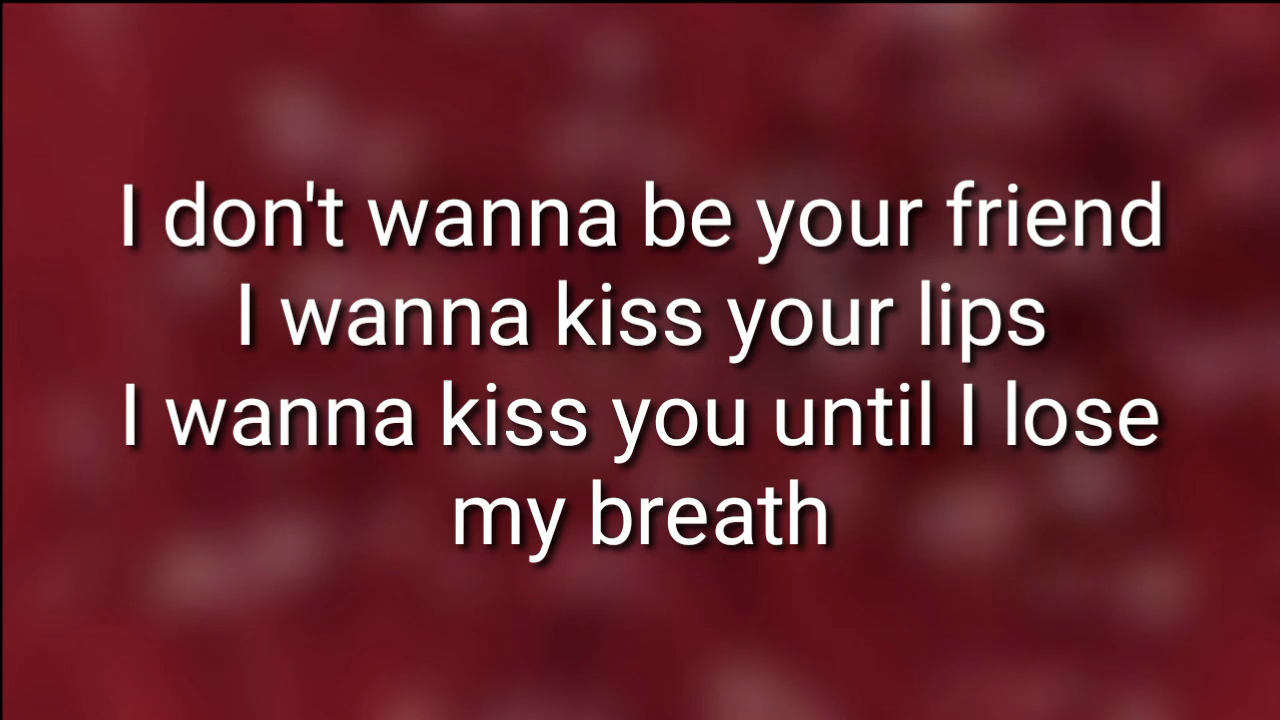 I don't wanna be your friend
I wanna kiss your lips
I wanna kiss you until I lose
my breath